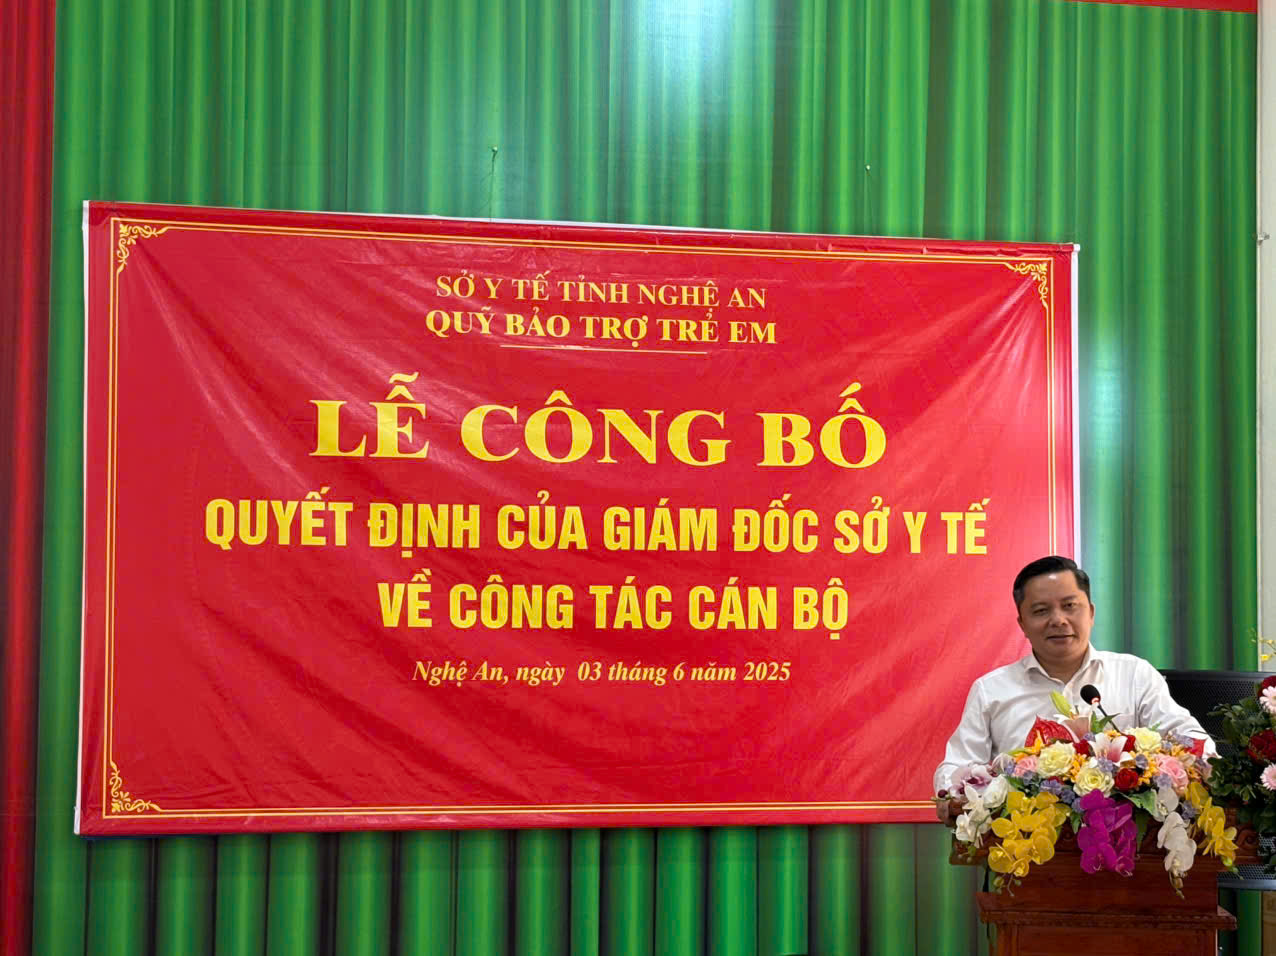 SỞ Y TẾ TỈNH NGHỆ AN
QUỸ BẢO TRỢ TRẺ EM
LỄ CÔNG BỐ
QUYẾT ĐỊNH CỦA GIÁM ĐỐC SỞ Y TẾ
VỀ CÔNG TÁC CÁN BỘ
Nghệ An, ngày 03 tháng 6 năm 2025